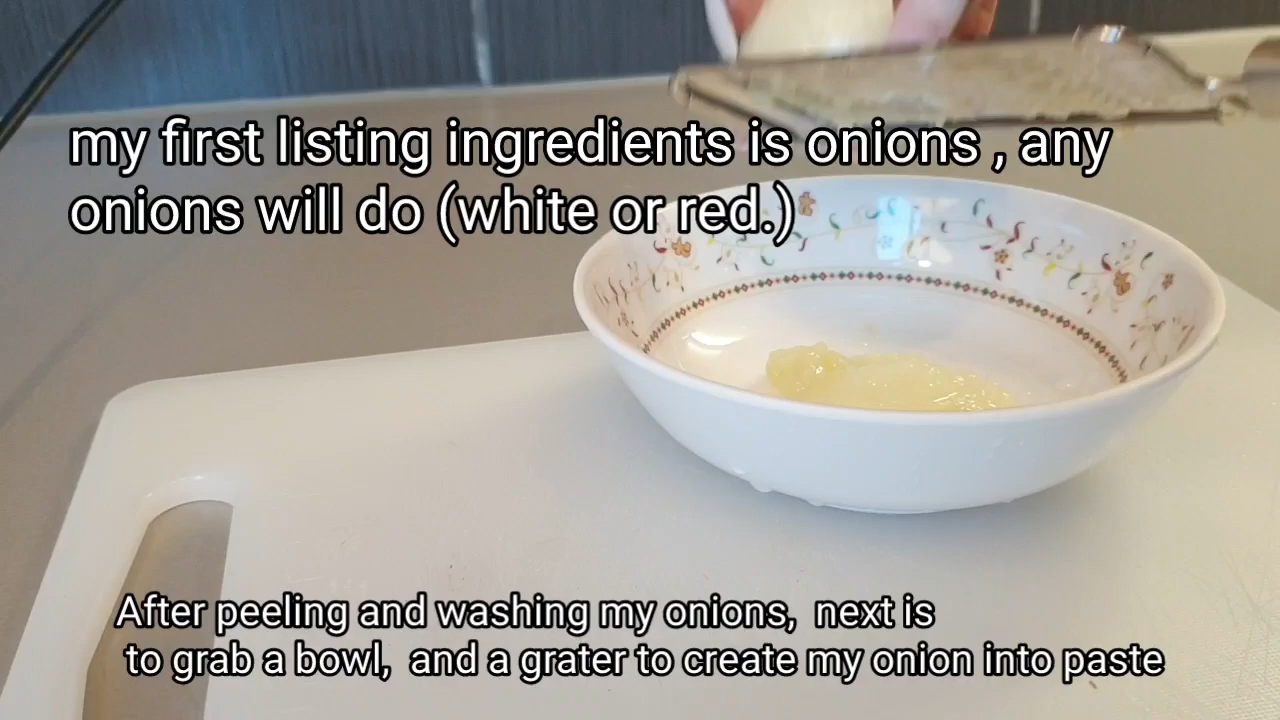 my first listing ingredients is onions , any
onions will do (white or red.)
After peeling and washing my onions, next is
to grab a bowl, and a grater to create my onion into paste